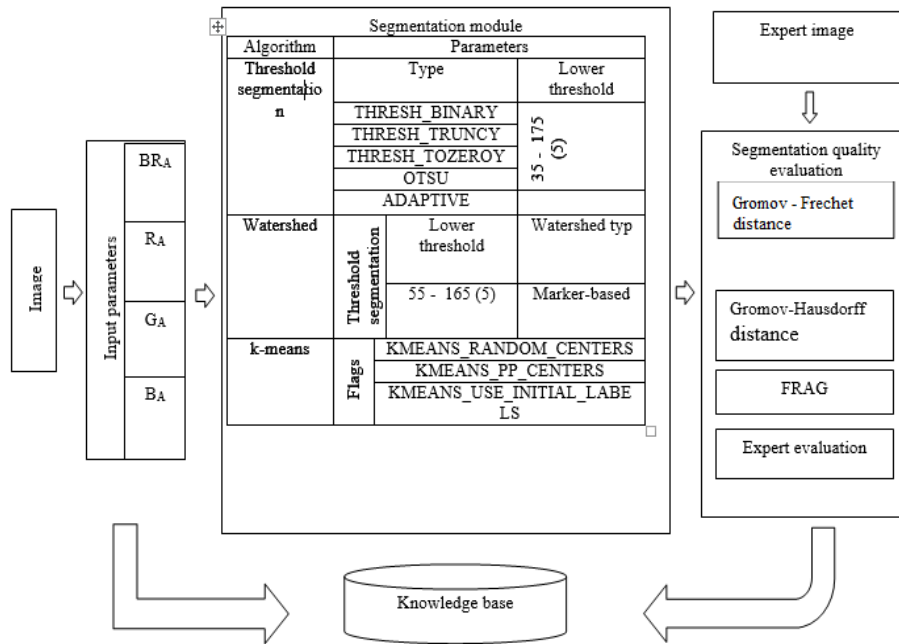 Image
Input parameters
BRA
RA
GA
BA
Segmentation module
Algorithm
Parameters
Threshold
segmentatio
n
Type
Lower
threshold
THRESH_BINARY
THRESH_TRUNCY
THRESH_TOZEROY
OTSU
ADAPTIVE
35 - 175
(5)
Watershed
Threshold
segmentation
Lower
threshold
Watershed typ
55 - 165 (5)
Marker-based
k-means
Flags
KMEANS_RANDOM_CENTERS
KMEANS_PP_CENTERS
KMEANS_USE_INITIAL_LABE
LS
Expert image
Segmentation quality
evaluation
Gromov - Frechet
distance
Gromov-Hausdorff
distance
FRAG
Expert evaluation
Knowledge base